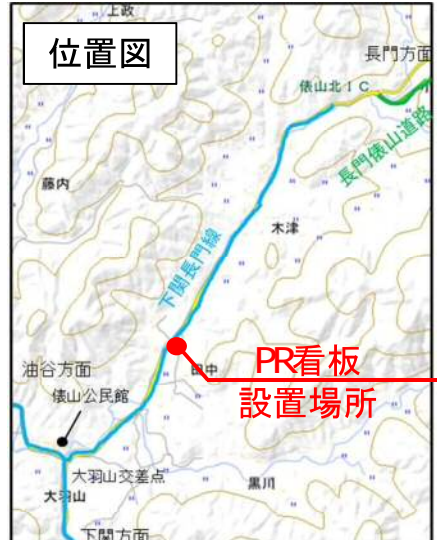 上政
位置図
長門方面
俵山北IC
長門俵山道路
藤内
木津
下関長門線
油谷方面
田中
PR看板
設置場所
俵山公民館
大羽山交差点
大羽山
黒川
下関方面